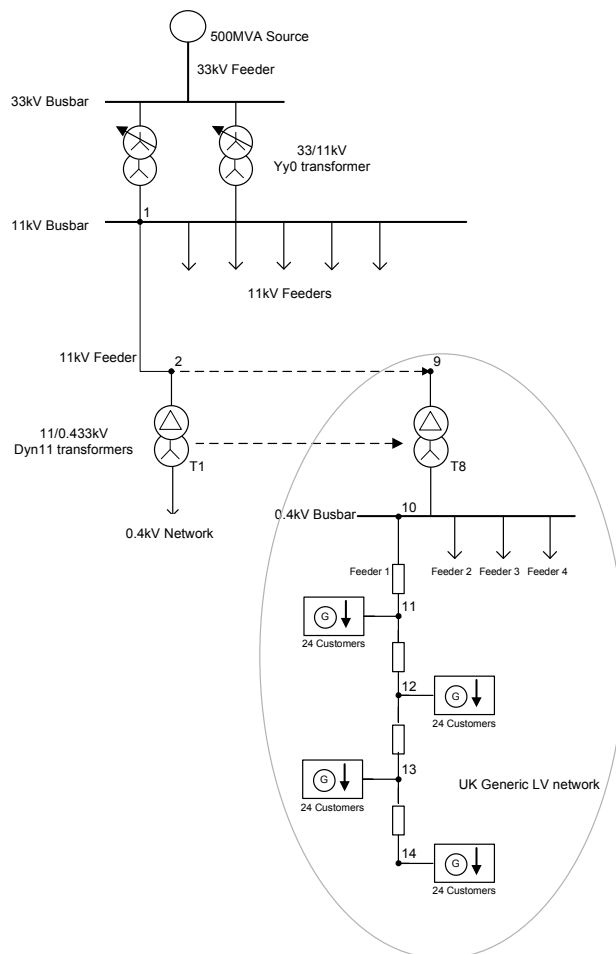 500MVA Source
33kV Feeder
33kV Busbar
33/11kV
Yy0 transformer
1
11kV Busbar
11kV Feeders
11kV Feeder
2
9
11/0.433kV
Dyn11 transformers
T1
T8
0.4kV Network
10
0.4kV Busbar
Feeder 1
Feeder 2
Feeder 3
Feeder 4
11
G
24 Customers
12
G
24 Customers
13
G
24 Customers
UK Generic LV network
14
G
24 Customers